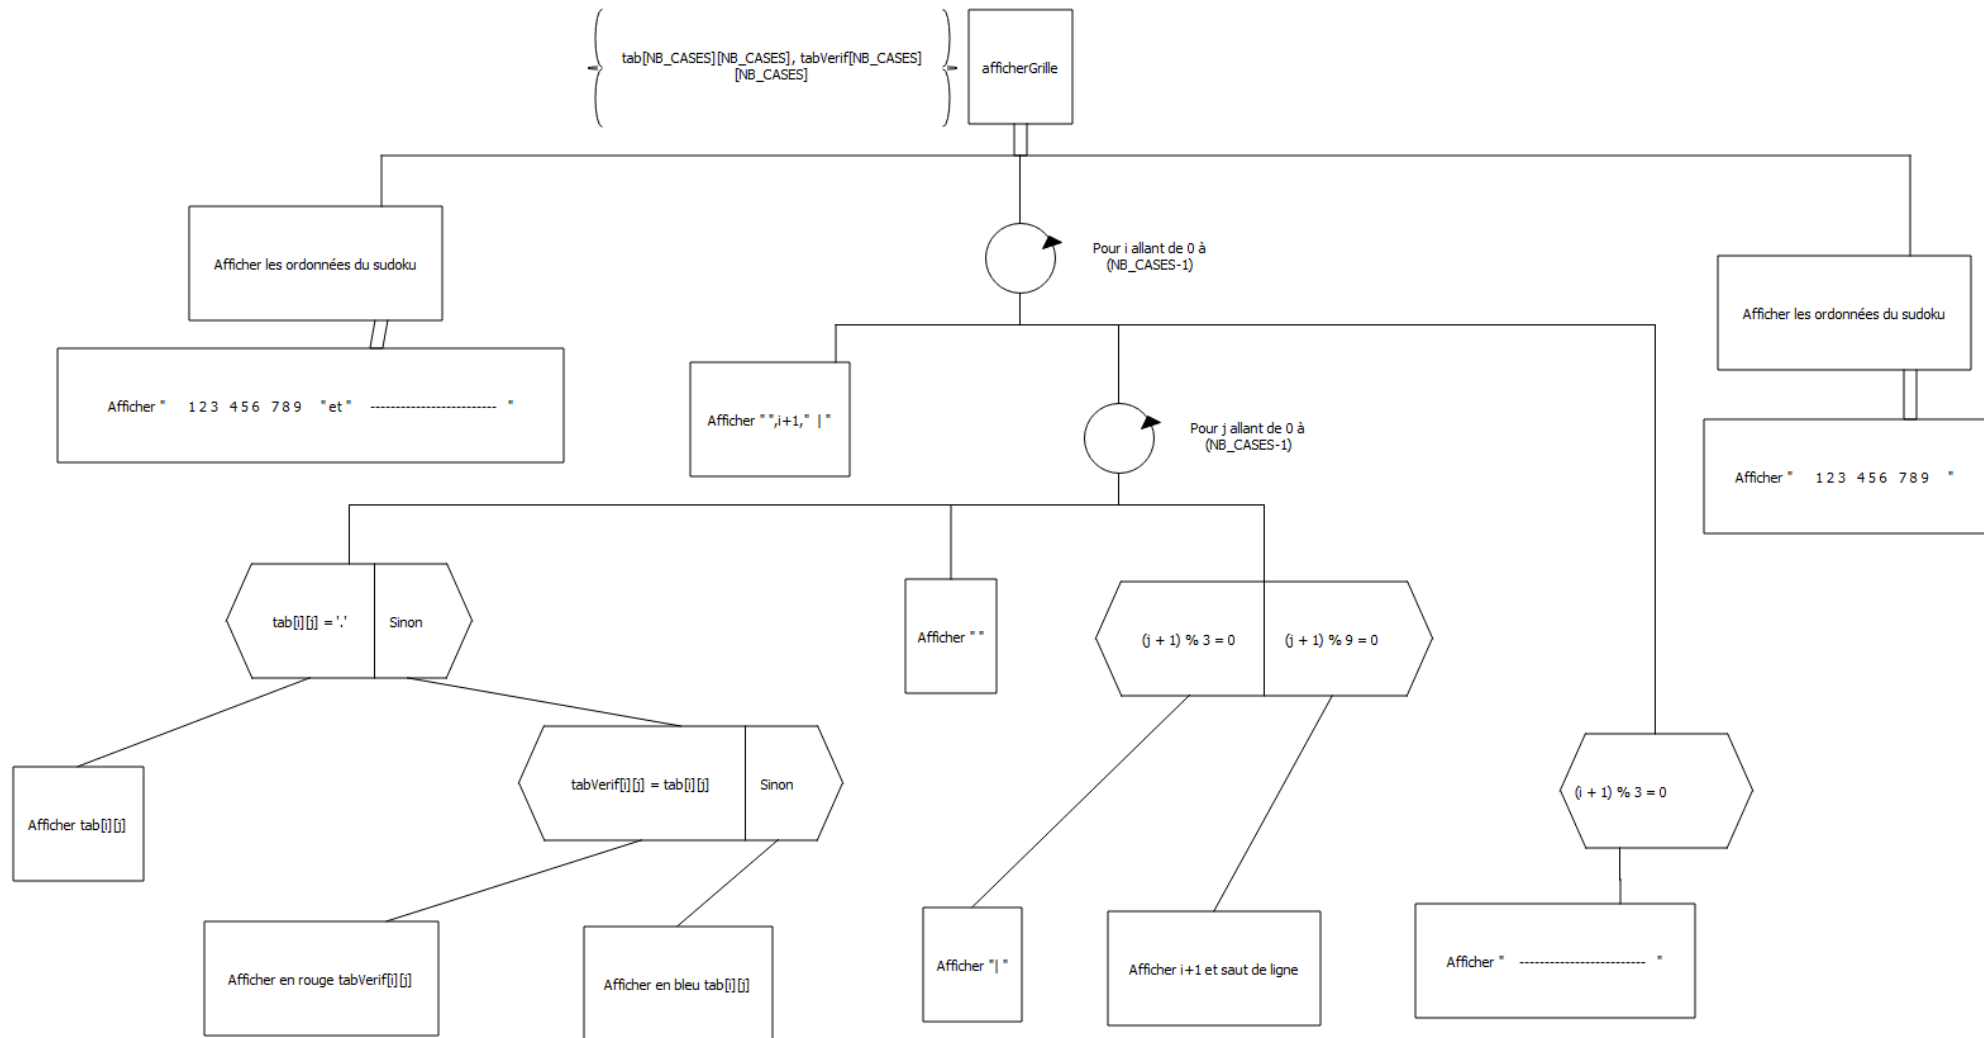 tab[NB_CASES][NB_CASES], tabVerif[NB_CASES]
[NB_CASES]
afficherGrille
Afficher les ordonnées du sudoku
Pour i allant de 0 à
(NB_CASES-1)
Afficher les ordonnées du sudoku
Afficher "    1 2 3  4 5 6  7 8 9    " et "    -------------------------    "
Afficher " ",i+1," | "
Pour j allant de 0 à
(NB_CASES-1)
Afficher "    1 2 3  4 5 6  7 8 9    "
tab[i][j] = '.'
Sinon
Afficher " "
(j + 1) % 3 = 0
(j + 1) % 9 = 0
tabVerif[i][j] = tab[i][j]
Sinon
(i + 1) % 3 = 0
Afficher tab[i][j]
Afficher en rouge tabVerif[i][j]
Afficher en bleu tab[i][j]
Afficher "| "
Afficher i+1 et saut de ligne
Afficher "    -------------------------    "